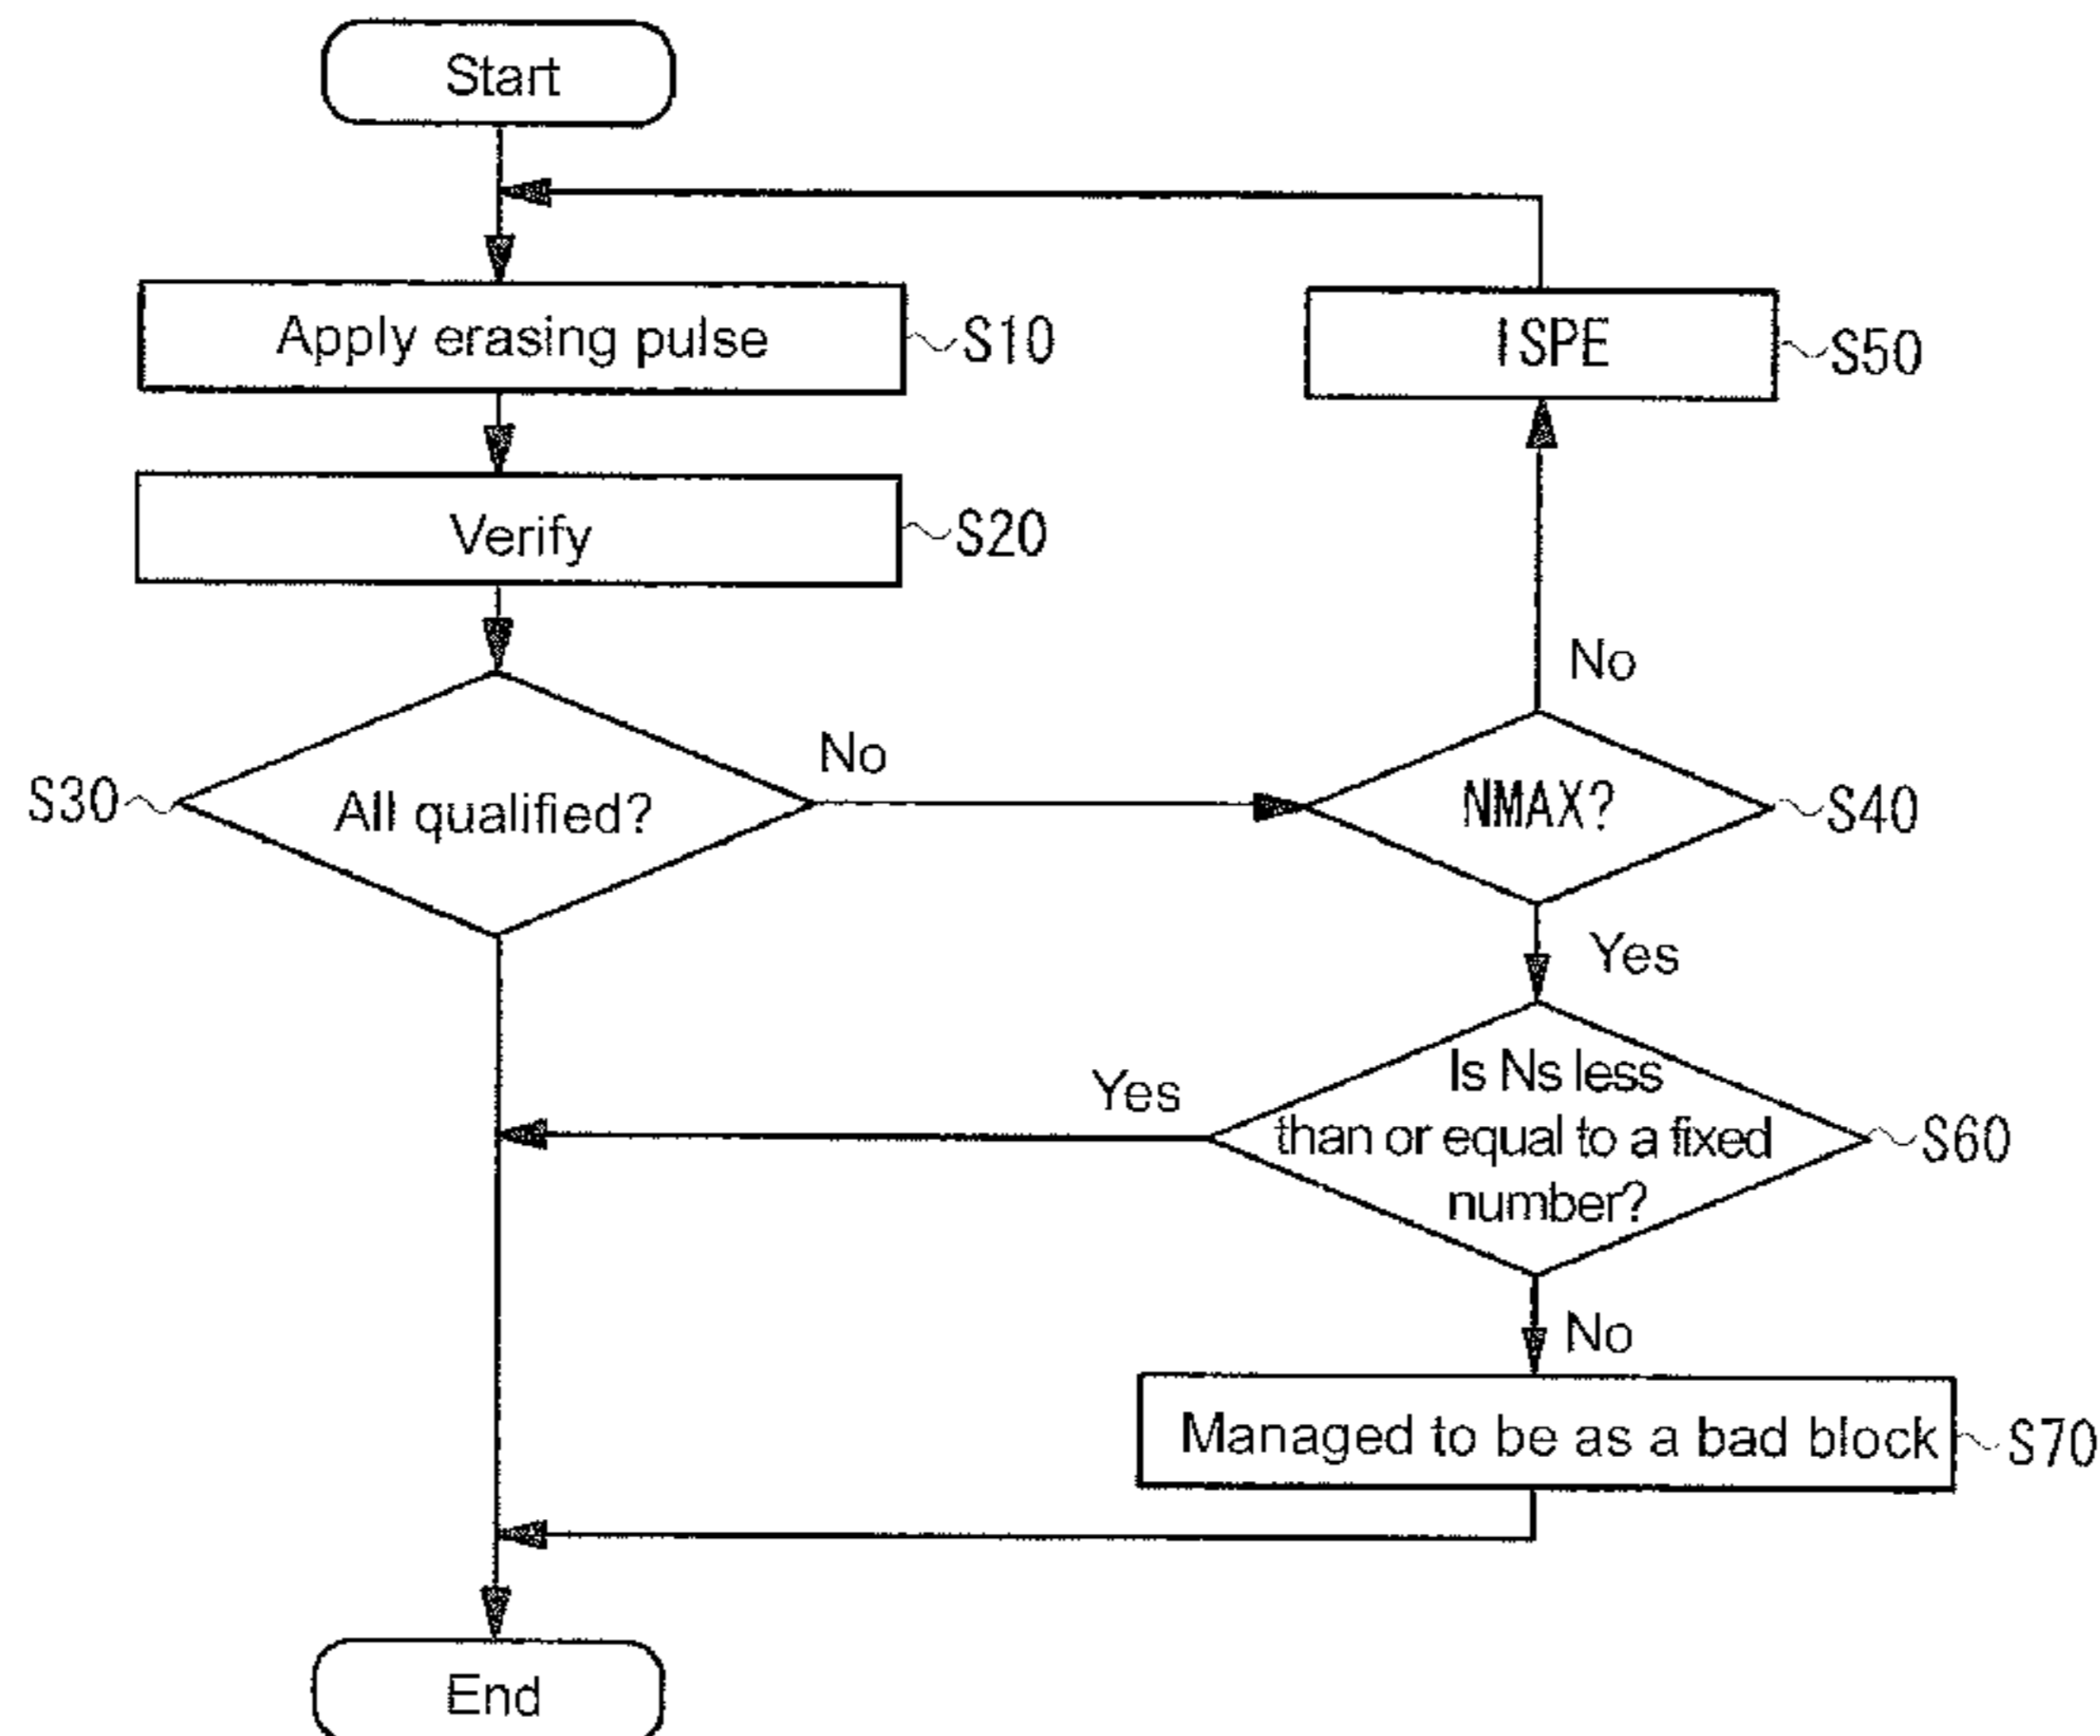 Start
Apply erasing pulse
S10
ISPE
S50
Verify
S20
No
No
S30
All qualified?
NMAX?
S40
Yes
Yes
Is Ns less
than or equal to a fixed
number?
S60
No
Managed to be as a bad block
S70
End